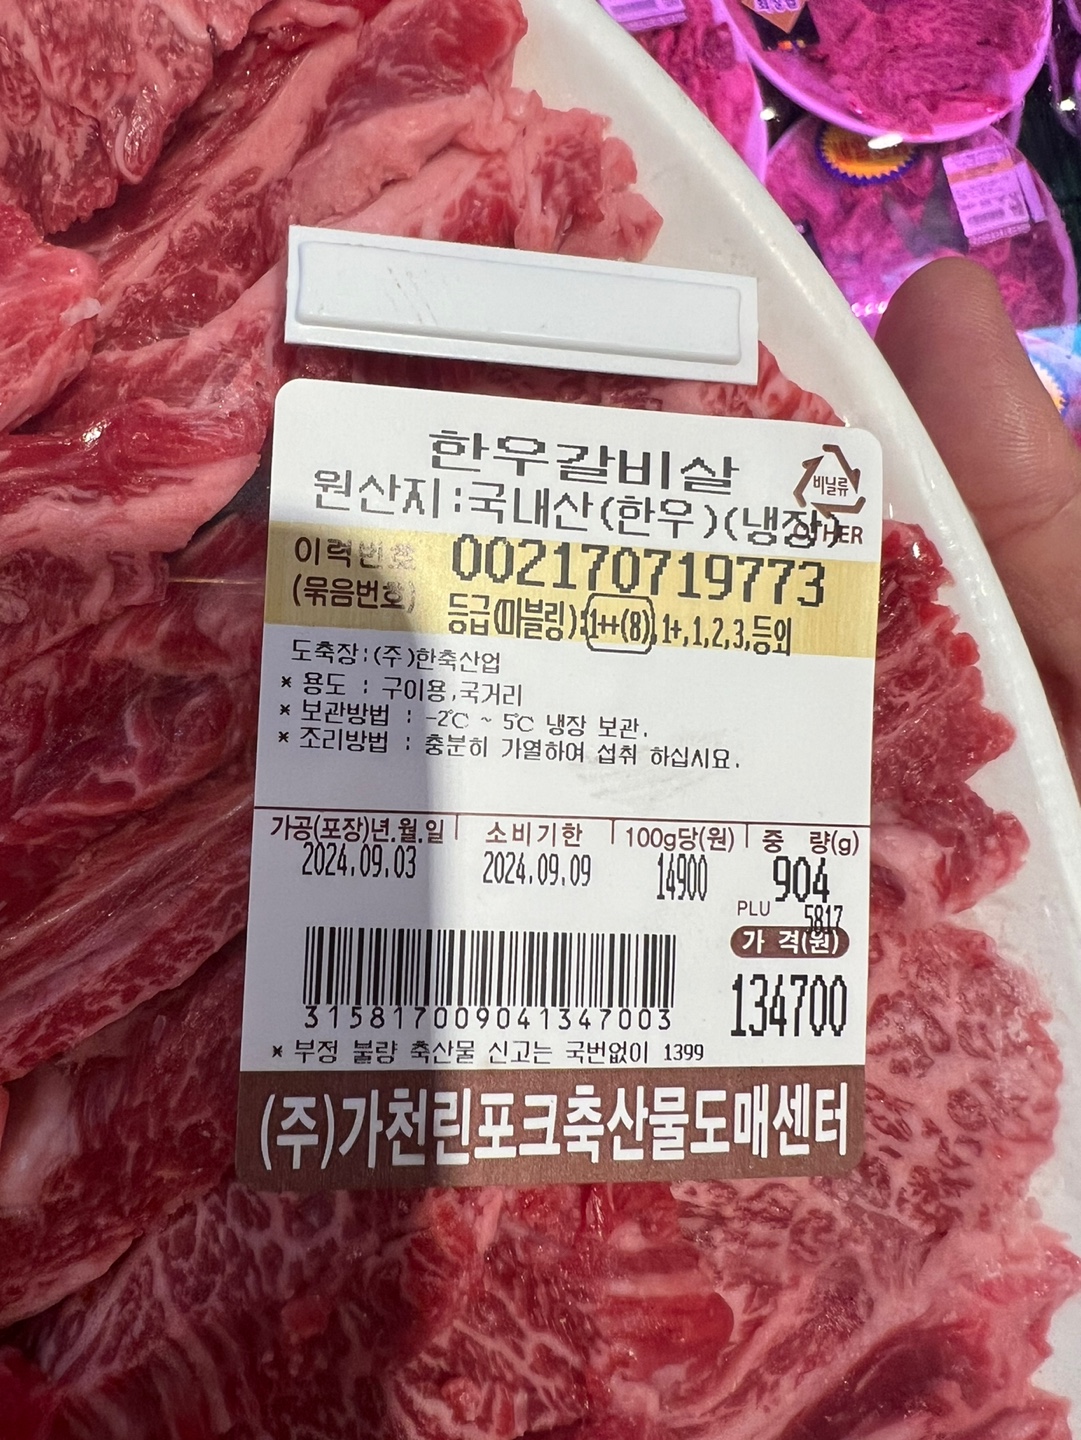 한우갈비살
비닐류
원산지:국내산(한우)(냉장)
OTHER
이력번호 002170719773
(묶음번호) 등급(마블링):1++(8),1+,1,2,3,등외
도축장:(주)한축산업
* 용도 : 구이용,국거리
* 보관방법 : -2℃ ~ 5℃ 냉장 보관.
* 조리방법 : 충분히 가열하여 섭취 하십시요.
가공(포장)년.월.일 소비기한 100g당(원) 중 량(g)
2024.09.03 2024.09.09 14900 904
PLU 5817
가 격(원)
134700
3158170090413470003
* 부정 불량 축산물 신고는 국번없이 1399
(주)가천린포크축산물도매센터